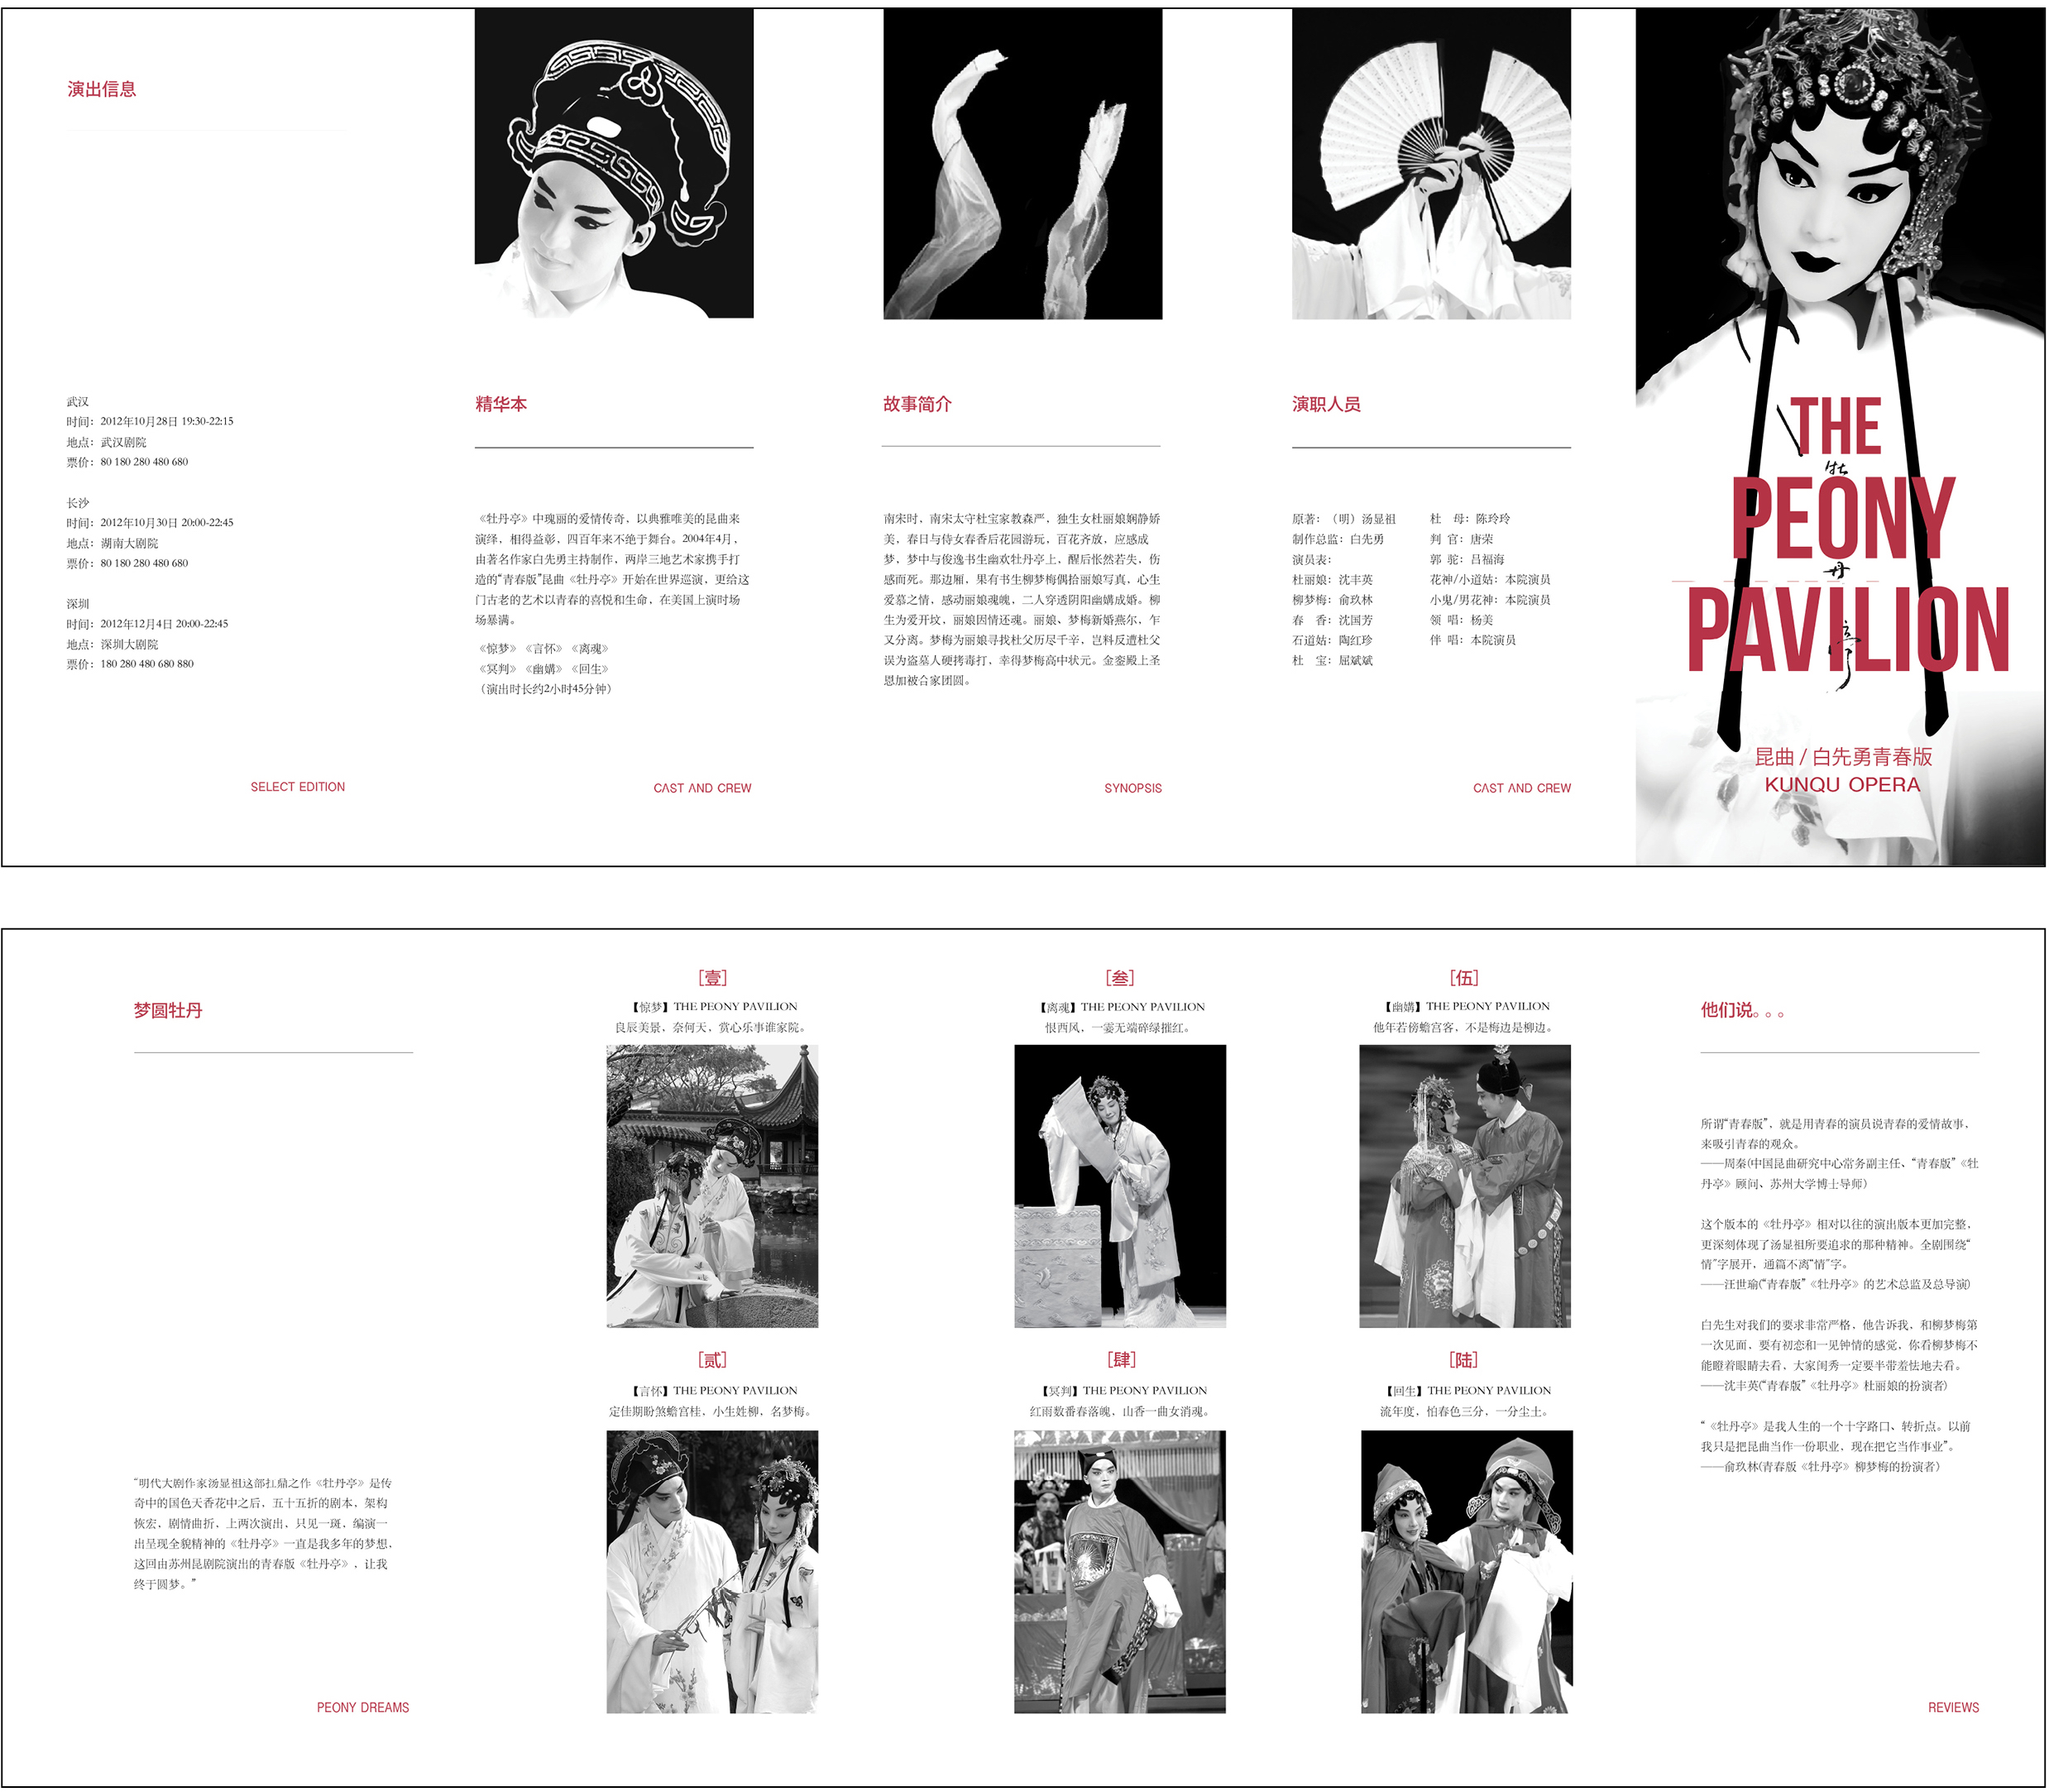 演出信息
武汉
时间：2012年10月28日 19:30-22:15
地点：武汉剧院
票价：80 180 280 480 680
长沙
时间：2012年10月30日 20:00-22:45
地点：湖南大剧院
票价：80 180 280 480 680
深圳
时间：2012年12月4日 20:00-22:45
地点：深圳大剧院
票价：180 280 480 680 880
SELECT EDITION
精华本
《牡丹亭》中瑰丽的爱情传奇，以典雅唯美的昆曲来
演绎，相得益彰，四百年来不绝于舞台。2004年4月，
由著名作家白先勇主持制作，两岸三地艺术家携手打
造的“青春版”昆曲《牡丹亭》开始在世界巡演，更给这
门古老的艺术以青春的喜悦和生命，在美国上演时场
场暴满。
《惊梦》《言怀》《离魂》
《冥判》《幽媾》《回生》
（演出时长约2小时45分钟）
CAST AND CREW
故事简介
南宋时，南宋太守杜宝家教森严，独生女杜丽娘娴静娇
美，春日与侍女春香后花园游玩，百花齐放，应感成
梦，梦中与俊逸书生幽欢牡丹亭上，醒后怅然若失，伤
感而死。那边厢，果有书生柳梦梅偶拾丽娘写真，心生
爱慕之情，感动丽娘魂魄，二人穿透阴阳幽媾成婚。柳
生为爱开坟，丽娘因情还魂。丽娘、梦梅新婚燕尔，乍
又分离。梦梅为丽娘寻找杜父历尽千辛，岂料反遭杜父
误为盗墓人硬拷毒打，幸得梦梅高中状元。金銮殿上圣
恩加被合家团圆。
SYNOPSIS
演职人员
原著：（明）汤显祖
制作总监：白先勇
演员表：
杜丽娘：沈丰英
柳梦梅：俞玖林
春　香：沈国芳
石道姑：陶红珍
杜　宝：屈斌斌
杜　母：陈玲玲
判 官：唐荣
郭 驼：吕福海
花神/小道姑：本院演员
小鬼/男花神：本院演员
领 唱：杨美
伴 唱：本院演员
CAST AND CREW
THE
牡
PEONY
丹
PAVILION
亭
昆曲 / 白先勇青春版
KUNQU OPERA
梦圆牡丹
“明代大剧作家汤显祖这部扛鼎之作《牡丹亭》是传
奇中的国色天香花中之后，五十五折的剧本，架构
恢宏，剧情曲折，上两次演出，只见一斑，编演一
出呈现全貌精神的《牡丹亭》一直是我多年的梦想，
这回由苏州昆剧院演出的青春版《牡丹亭》，让我
终于圆梦。”
PEONY DREAMS
［壹］
【惊梦】THE PEONY PAVILION
良辰美景，奈何天，赏心乐事谁家院。
［贰］
【言怀】THE PEONY PAVILION
定佳期盼煞蟾宫桂，小生姓柳，名梦梅。
［叁］
【离魂】THE PEONY PAVILION
恨西风，一霎无端碎绿摧红。
［肆］
【冥判】THE PEONY PAVILION
红雨数番春落魄，山香一曲女消魂。
［伍］
【幽媾】THE PEONY PAVILION
他年若傍蟾宫客，不是梅边是柳边。
［陆］
【回生】THE PEONY PAVILION
流年度，怕春色三分，一分尘土。
他们说。。。
所谓“青春版”，就是用青春的演员说青春的爱情故事，
来吸引青春的观众。
——周秦(中国昆曲研究中心常务副主任、“青春版”《牡
丹亭》顾问、苏州大学博士导师)
这个版本的《牡丹亭》相对以往的演出版本更加完整，
更深刻体现了汤显祖所要追求的那种精神。全剧围绕“
情”字展开，通篇不离“情”字。
——汪世瑜(“青春版”《牡丹亭》的艺术总监及总导演)
白先生对我们的要求非常严格，他告诉我，和柳梦梅第
一次见面，要有初恋和一见钟情的感觉，你看柳梦梅不
能瞪着眼睛去看，大家闺秀一定要半带羞怯地去看。
——沈丰英(“青春版”《牡丹亭》杜丽娘的扮演者)
“《牡丹亭》是我人生的一个十字路口、转折点。以前
我只是把昆曲当作一份职业，现在把它当作事业”。
——俞玖林(青春版《牡丹亭》柳梦梅的扮演者)
REVIEWS